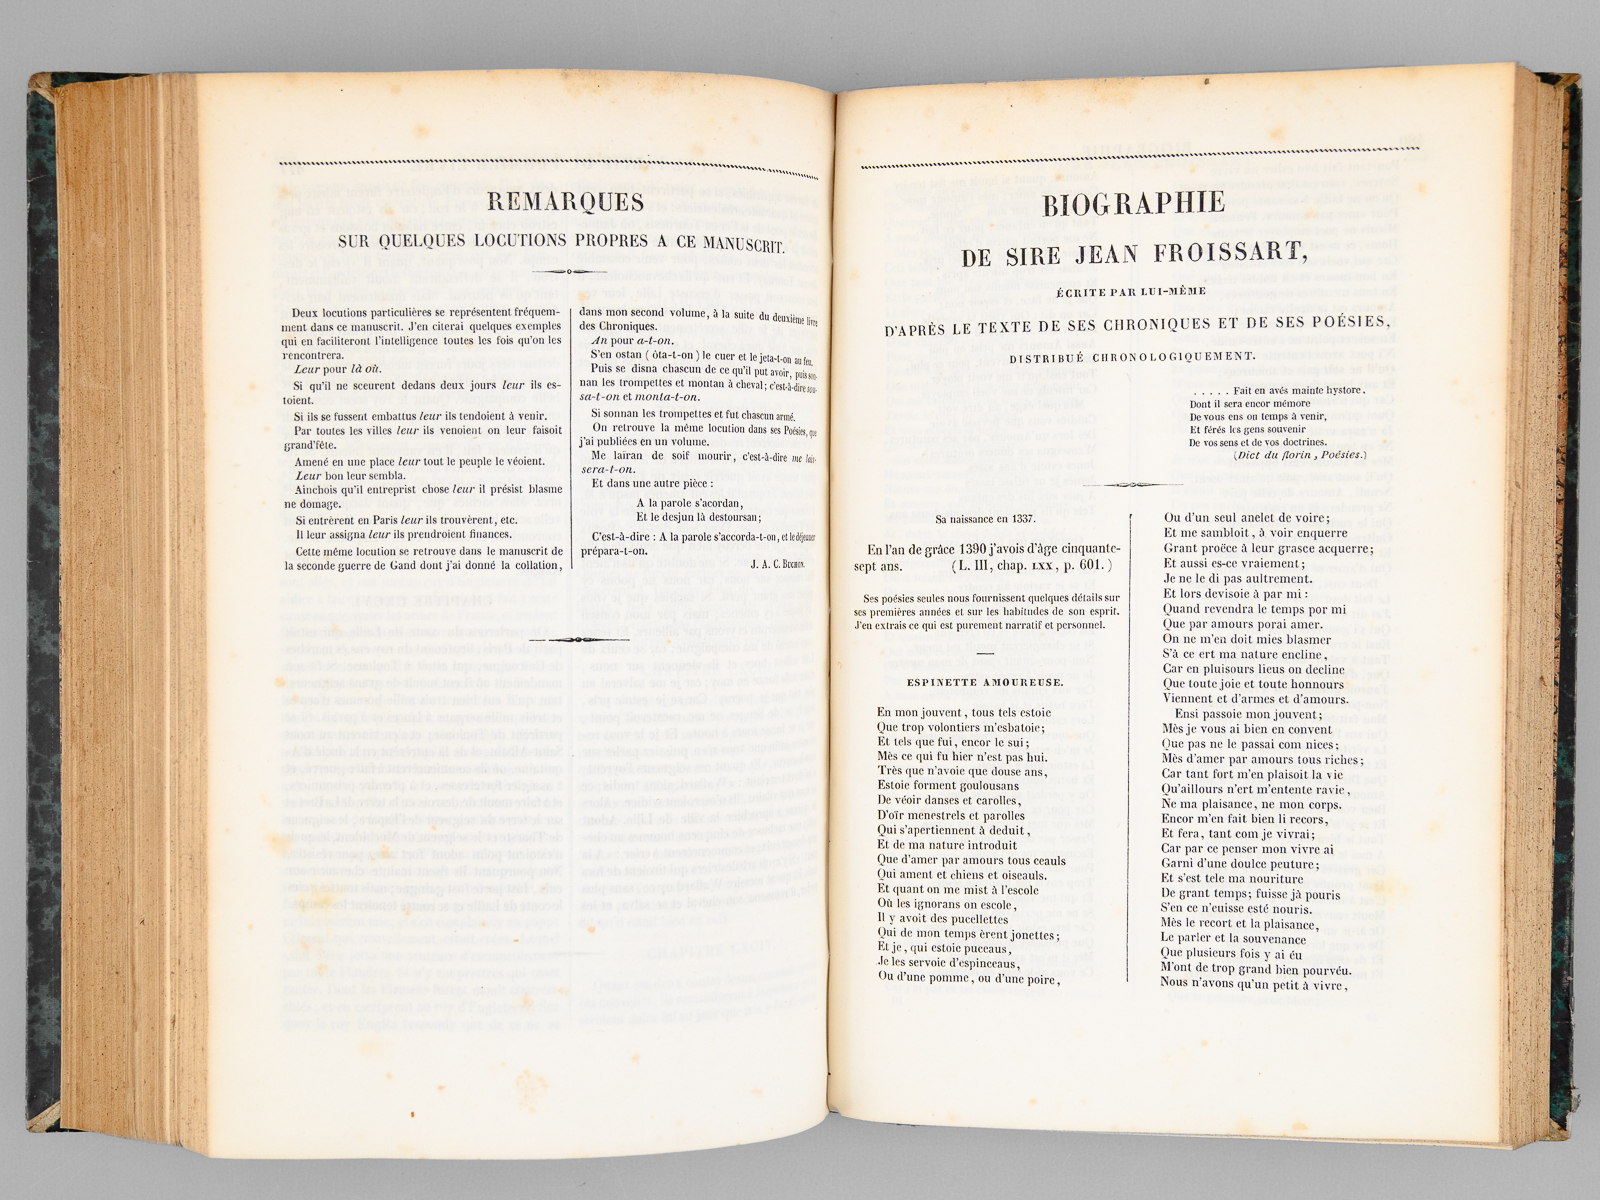 REMARQUES
SUR QUELQUES LOCUTIONS PROPRES A CE MANUSCRIT.
Deux locutions particulières se représentent fréquem-
ment dans ce manuscrit. J'en citerai quelques exemples
qui en faciliteront l'intelligence toutes les fois qu'on les
rencontrera.
Leur pour là où.
Si qu'il ne sceurent dedans deux jours leur ils es-
toient.
Si ils se fussent embattus leur ils tendoient à venir.
Par toutes les villes leur ils venoient on leur faisoit
grand'fête.
Amené en une place leur tout le peuple le véoient.
Leur bon leur sembla.
Ainchois qu'il entreprist chose leur il présist blasme
ne domage.
Si entrèrent en Paris leur ils trouvèrent, etc.
Il leur assigna leur ils prendroient finances.
Cette même locution se retrouve dans le manuscrit de
la seconde guerre de Gand dont j'ai donné la collation,
dans mon second volume, à la suite du deuxième livre
des Chroniques.
An pour a-t-on.
S'en ostan ( ôta-t-on ) le cuer et le jeta-t-on au feu.
Puis se disna chascun de ce qu'il put avoir, puis son-
nan les trompettes et montan à cheval; c'est-à-dire son-
sa-t-on et monta-t-on.
Si sonnan les trompettes et fut chascun armé.
On retrouve la même locution dans ses Poésies, que
j'ai publiées en un volume.
Me lairan de soif mourir, c'est-à-dire me lais-
sera-t-on.
Et dans une autre pièce :
A la parole s'acordan,
Et le desjun là destoursan;
C'est-à-dire : A la parole s'accorda-t-on, et le déjeuner
prépara-t-on.
J. A. C. BUCHON.
BIOGRAPHIE
DE SIRE JEAN FROISSART,
ÉCRITE PAR LUI-MÊME
D'APRÈS LE TEXTE DE SES CHRONIQUES ET DE SES POÉSIES,
DISTRIBUÉ CHRONOLOGIQUEMENT.
. . . . . Fait en avés mainte hystore.
Dont il sera encor mémore
De vous ens ou temps à venir,
Et férés les gens souvenir
De vos sens et de vos doctrines.
(Dict du florin, Poésies.)
Sa naissance en 1337.
En l'an de grâce 1390 j'avois d'âge cinquante-
sept ans. (L. III, chap. LXX, p. 601.)
Ses poésies seules nous fournissent quelques détails sur
ses premières années et sur les habitudes de son esprit.
J'en extrais ce qui est purement narratif et personnel.
ESPINETTE AMOUREUSE.
En mon jouvent, tous tels estoie
Que trop volontiers m'esbatoie;
Et tels que fui, encor le sui;
Mès ce qui fu hier n'est pas hui.
Très que n'avoie que douse ans,
Estoie forment goulousans
De véoir danses et carolles,
D'oïr menestrels et parolles
Qui s'apertiennent à deduit,
Et de ma nature introduit
Que d'amer par amours tous ceauls
Qui ament et chiens et oiseauls.
Et quant on me mist à l'escole
Où les ignorans on escole,
Il y avoit des pucellettes
Qui de mon temps èrent jonettes;
Et je, qui estoie puceaus,
Je les servoie d'espinceaus,
Ou d'une pomme, ou d'une poire,
Ou d'un seul anelet de voire;
Et me sambloit, à voir enquerre
Grant proëce à leur grasce acquerre;
Et aussi es-ce vraiement;
Je ne le di pas aultrement.
Et lors devisoie à par mi :
Quand revendra le temps por mi
Que par amours porai amer.
On ne m'en doit mies blasmer
S'à ce ert ma nature encline,
Car en pluisours lieus on decline
Que toute joie et toute honnours
Viennent et d'armes et d'amours.
Ensi passoie mon jouvent;
Mès je vous ai bien en convent
Que pas ne le passai com nices;
Mès d'amer par amours tous riches;
Car tant fort m'en plaisoit la vie
Qu'aillours n'ert m'entente ravie,
Ne ma plaisance, ne mon corps.
Encor m'en fait bien li recors,
Et fera, tant com je vivrai;
Car par ce penser mon vivre ai
Garni d'une doulce peuture;
Et s'est tele ma nouriture
De grant temps; fuisse jà pouris
S'en ce n'euisse esté nouris.
Mès le recort et la plaisance,
Le parler et la souvenance
Que plusieurs fois y ai éu
M'ont de trop grand bien pourvéu.
Nous n'avons qu'un petit à vivre,